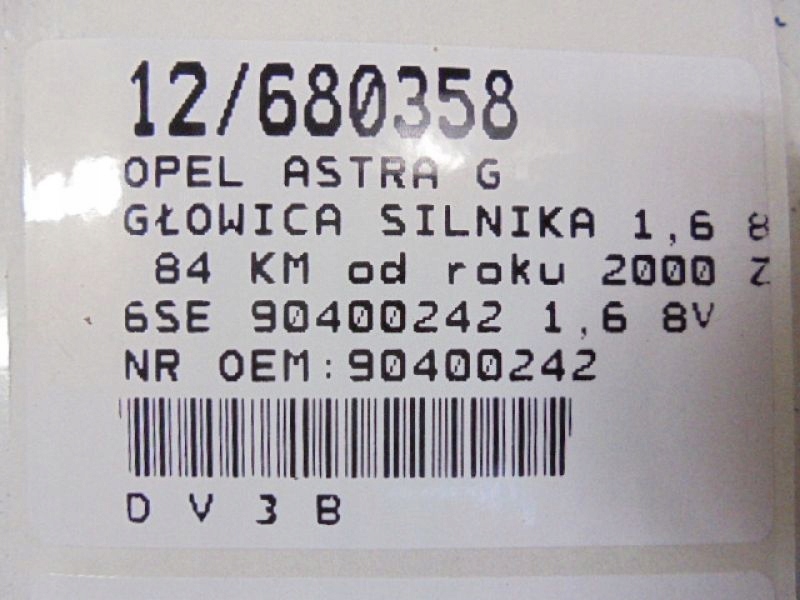 12/680358
OPEL ASTRA G
GŁOWICA SILNIKA 1,6 8
84 KM od roku 2000 Z
6SE 90400242 1,6 8V
NR OEM:90400242
D V 3 B